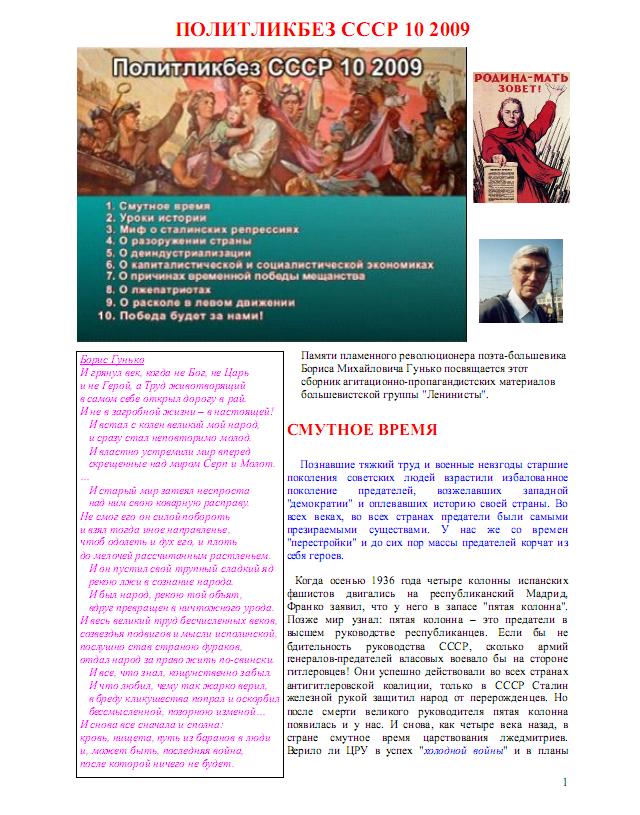 ПОЛИТЛИКБЕЗ СССР 10 2009
Политликбез СССР 10 2009
1. Смутное время
2. Уроки истории
3. Миф о сталинских репрессиях
4. О разоружении страны
5. О деиндустриализации
6. О капиталистической и социалистической экономиках
7. О причинах временной победы мещанства
8. О лжепатриотах
9. О расколе в левом движении
10. Победа будет за нами!
РОДИНА-МАТЬ
ЗОВЕТ!
Борис Гунько
И грянул век, когда не Бог, не Царь
и не Герой, а Труд животворящий
в самом себе открыл дорогу в рай.
И не в загробной жизни – в настоящей!
И встал с колен великий мой народ,
и сразу стал неповторимо молод.
И властно устремили мир вперед
скрещенные над миром Серп и Молот.
...
И старый мир затеял неспроста
над ним свою коварную расправу.
Не смог его он силой побороть
и взял тогда иное направленье,
чтоб одолеть и дух его, и плоть
до мелочей рассчитанным растленьем.
И он пустил свой трупный сладкий яд
рекою лжи в сознание народа.
И был народ, рекою той объят,
вдруг превращен в ничтожного урода.
И весь великий труд бесчисленных веков,
созвездья подвигов и мысли исполинской,
послушно став страною дураков,
отдал народ за право жить по-свински.
И все, что знал, кощунственно забыл.
И что любил, чему так жарко верил,
в бреду кликушества попрал и оскорбил
бессмысленной, позорною изменой...
И снова все сначала и сполна:
кровь, нищета, путь из баранов в люди
и, может быть, последняя война,
после которой ничего не будет.
Памяти пламенного революционера поэта-большевика
Бориса Михайловича Гунько посвящается этот
сборник агитационно-пропагандистских материалов
большевистской группы "Ленинисты".
СМУТНОЕ ВРЕМЯ
Познавшие тяжкий труд и военные невзгоды старшие
поколения советских людей взрастили избалованное
поколение предателей, возжелавших западной
"демократии" и оплевавших историю своей страны. Во
всех веках, во всех странах предатели были самыми
презираемыми существами. У нас же со времен
"перестройки" и до сих пор массы предателей корчат из
себя героев.
Когда осенью 1936 года четыре колонны испанских
фашистов двигались на республиканский Мадрид,
Франко заявил, что у него в запасе "пятая колонна".
Позже мир узнал: пятая колонна – это предатели в
высшем руководстве республиканцев. Если бы не
бдительность руководства СССР, сколько армий
генералов-предателей власовых воевало бы на стороне
гитлеровцев! Они успешно действовали во всех странах
антигитлеровской коалиции, только в СССР Сталин
железной рукой защитил народ от перерожденцев. Но
после смерти великого руководителя пятая колонна
появилась и у нас. И снова, как четыре века назад, в
стране смутное время царствования лжедмитриев.
Верило ли ЦРУ в успех "холодной войны" и в планы
1